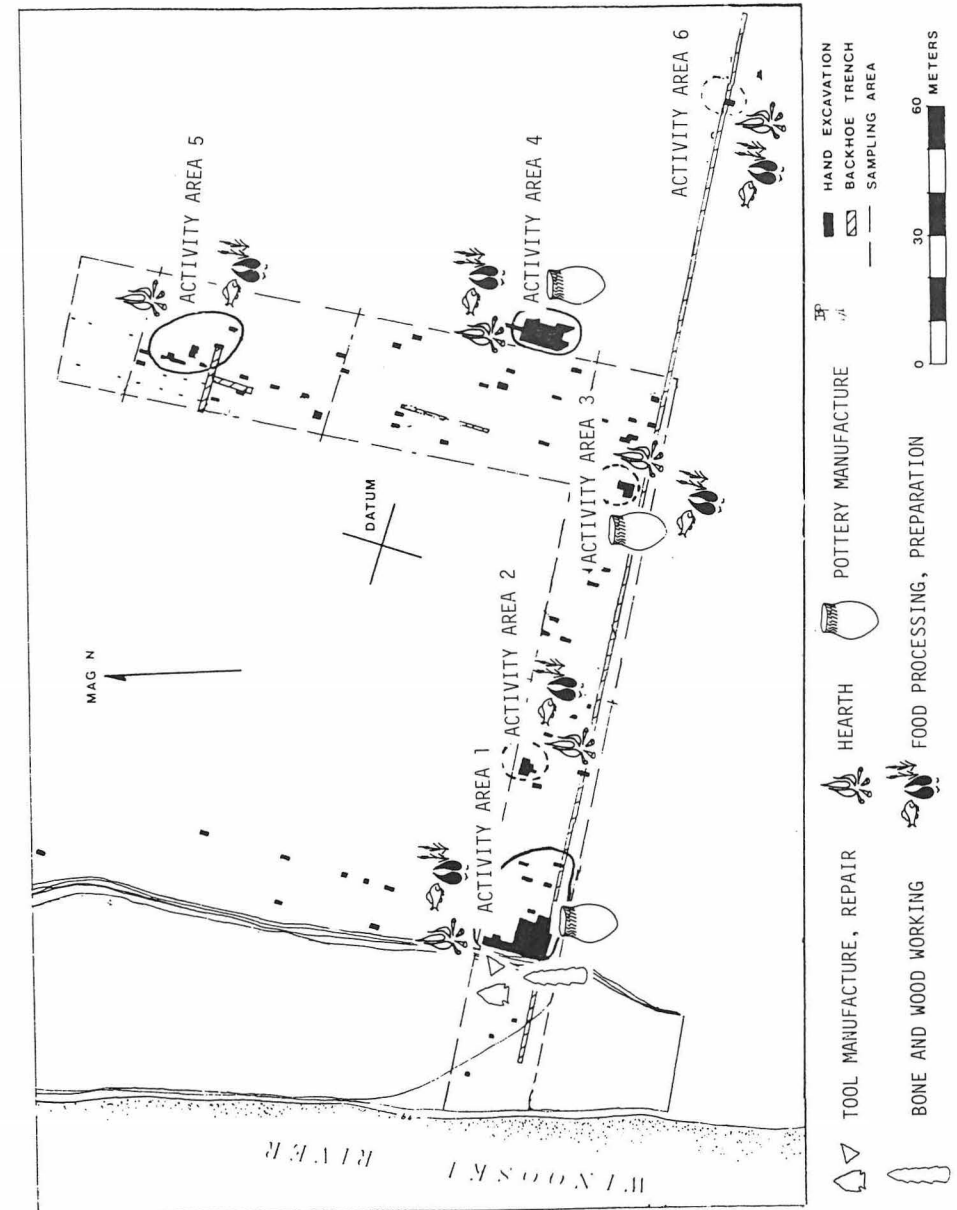 ACTIVITY AREA 5
ACTIVITY AREA 4
ACTIVITY AREA 6
ACTIVITY AREA 3
ACTIVITY AREA 2
ACTIVITY AREA 1
DATUM
MAG N
WINOOSKI
RIVER
TOOL MANUFACTURE, REPAIR
HEARTH
POTTERY MANUFACTURE
BONE AND WOOD WORKING
FOOD PROCESSING, PREPARATION
HAND EXCAVATION
BACKHOE TRENCH
SAMPLING AREA
0 30 60
METERS